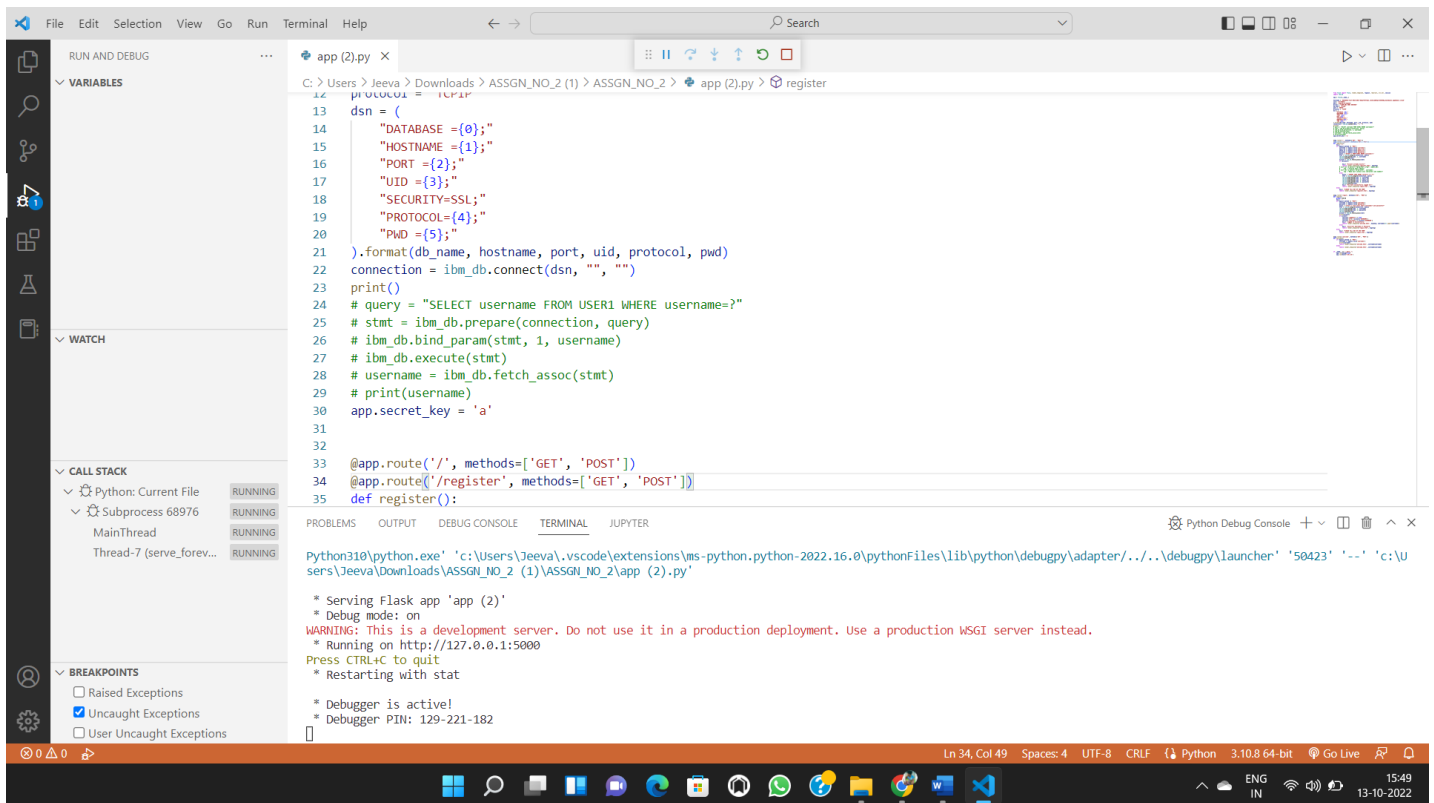 File Edit Selection View Go Run Terminal Help
Search
RUN AND DEBUG
app (2).py
VARIABLES
C: > Users > Jeeva > Downloads > ASSGN_NO_2 (1) > ASSGN_NO_2 > app (2).py > register
12 protocol = "TCPIP"
13 dsn = (
14 "DATABASE ={0};"
15 "HOSTNAME ={1};"
16 "PORT ={2};"
17 "UID ={3};"
18 "SECURITY=SSL;"
19 "PROTOCOL={4};"
20 "PWD ={5};"
21 ).format(db_name, hostname, port, uid, protocol, pwd)
22 connection = ibm_db.connect(dsn, "", "")
23 print()
24 # query = "SELECT username FROM USER1 WHERE username=?"
25 # stmt = ibm_db.prepare(connection, query)
26 # ibm_db.bind_param(stmt, 1, username)
27 # ibm_db.execute(stmt)
28 # username = ibm_db.fetch_assoc(stmt)
29 # print(username)
30 app.secret_key = 'a'
31
32
33 @app.route('/', methods=['GET', 'POST'])
34 @app.route('/register', methods=['GET', 'POST'])
35 def register():
WATCH
CALL STACK
Python: Current File RUNNING
Subprocess 68976 RUNNING
MainThread RUNNING
Thread-7 (serve_forev... RUNNING
BREAKPOINTS
Raised Exceptions
Uncaught Exceptions
User Uncaught Exceptions
PROBLEMS OUTPUT DEBUG CONSOLE TERMINAL JUPYTER
Python Debug Console
Python310\python.exe' 'c:\Users\Jeeva\.vscode\extensions\ms-python.python-2022.16.0\pythonFiles\lib\python\debugpy\adapter/../..\debugpy\launcher' '50423' '--' 'c:\U
sers\Jeeva\Downloads\ASSGN_NO_2 (1)\ASSGN_NO_2\app (2).py'
* Serving Flask app 'app (2)'
* Debug mode: on
WARNING: This is a development server. Do not use it in a production deployment. Use a production WSGI server instead.
* Running on http://127.0.0.1:5000
Press CTRL+C to quit
* Restarting with stat
* Debugger is active!
* Debugger PIN: 129-221-182
0 0 Ln 34, Col 49 Spaces: 4 UTF-8 CRLF Python 3.10.8 64-bit Go Live
ENG
IN
15:49
13-10-2022